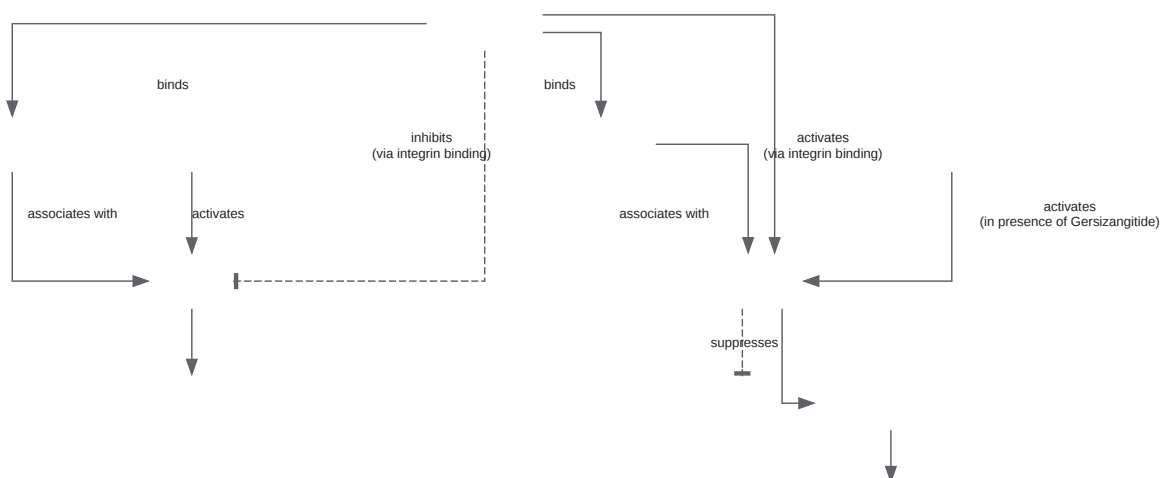 binds
binds
inhibits
(via integrin binding)
activates
(via integrin binding)
associates with
activates
associates with
activates
(in presence of Gersizangitide)
suppresses